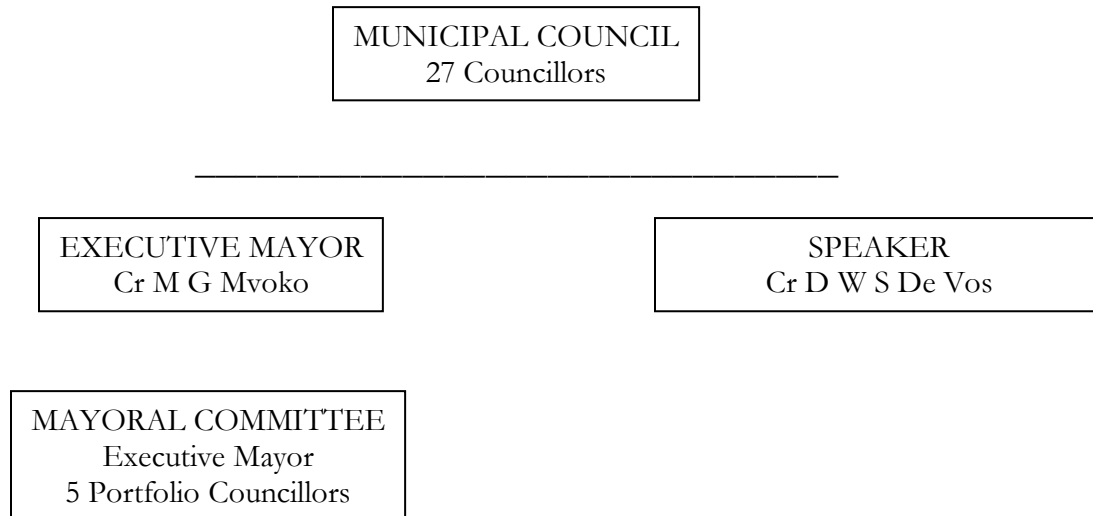 MUNICIPAL COUNCIL
27 Councillors
EXECUTIVE MAYOR
Cr M G Mvoko
SPEAKER
Cr D W S De Vos
MAYORAL COMMITTEE
Executive Mayor
5 Portfolio Councillors